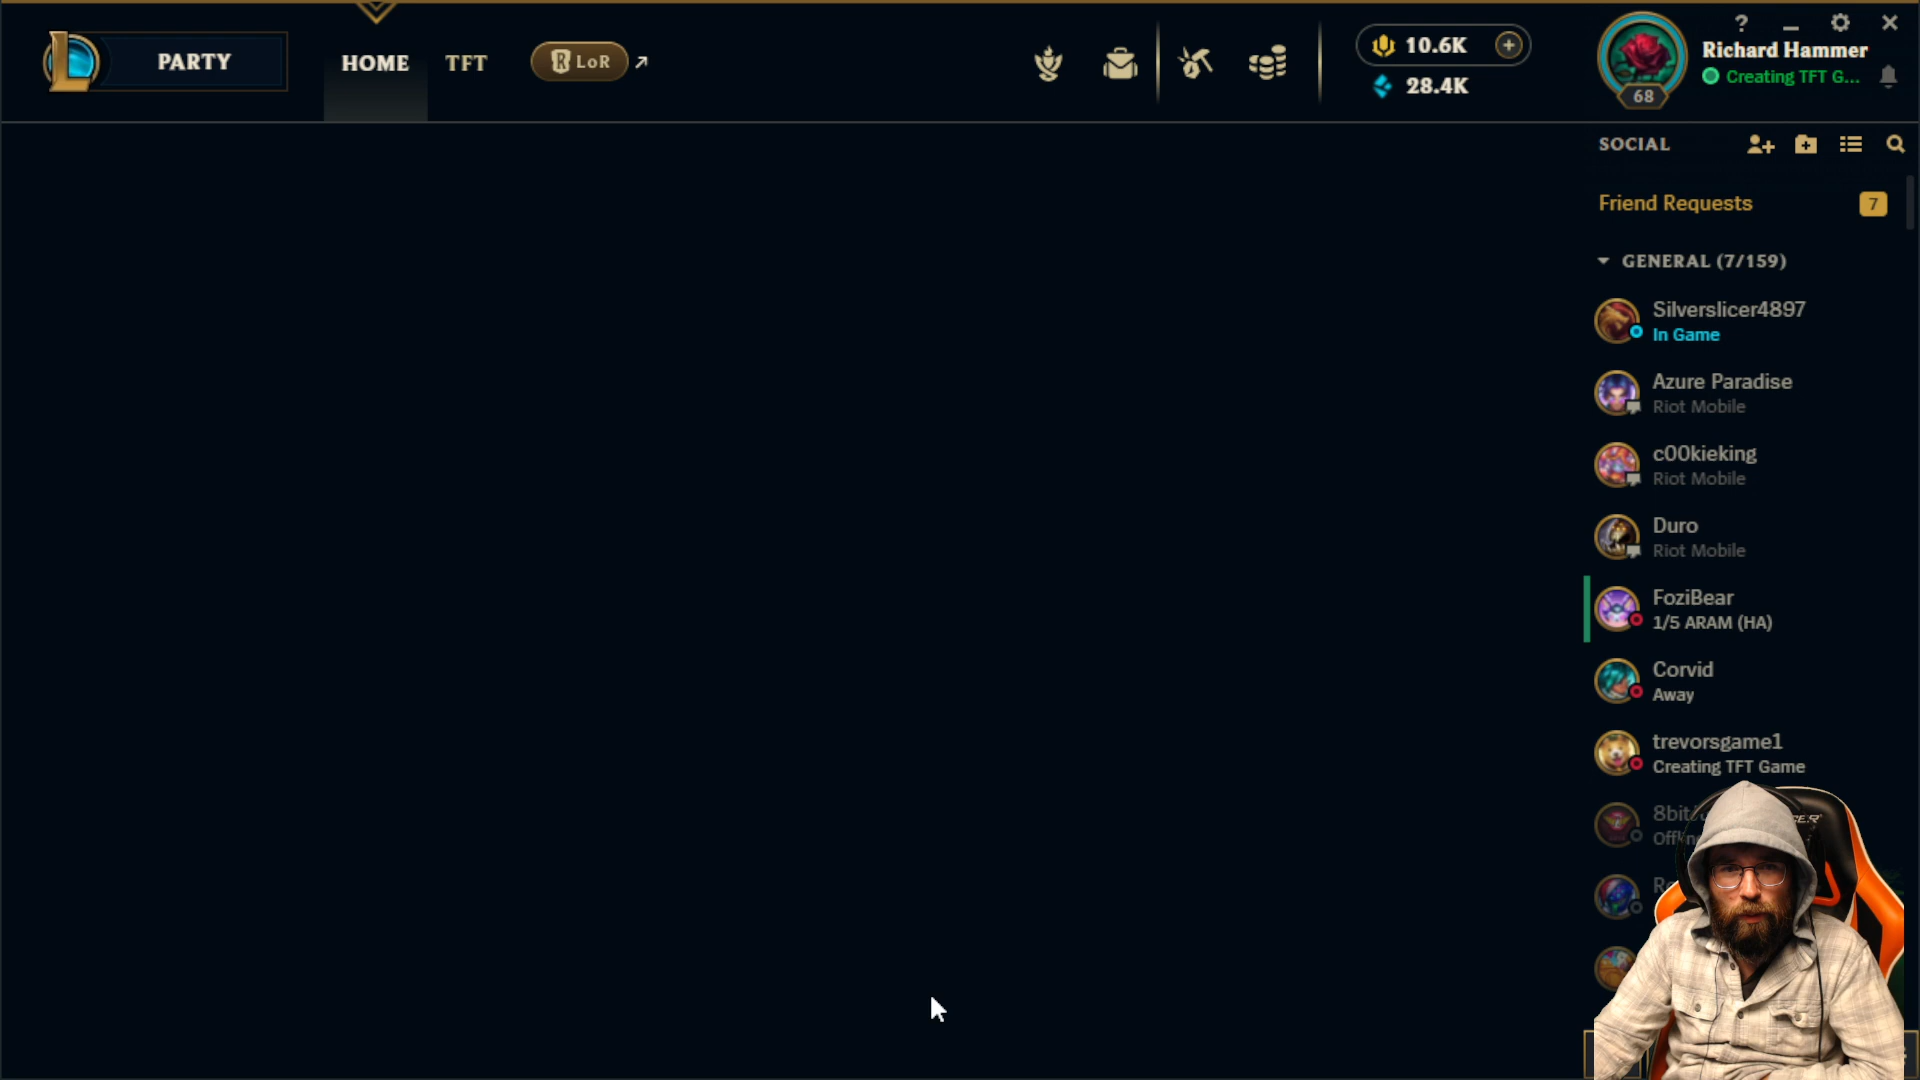 PARTY
HOME
TFT
LoR
10.6K
28.4K
?
68
Richard Hammer
Creating TFT G...
SOCIAL
Friend Requests
7
GENERAL (7/159)
Silverslicer4897
In Game
Azure Paradise
Riot Mobile
c00kieking
Riot Mobile
Duro
Riot Mobile
FoziBear
1/5 ARAM (HA)
Corvid
Away
trevorsgame1
Creating TFT Game